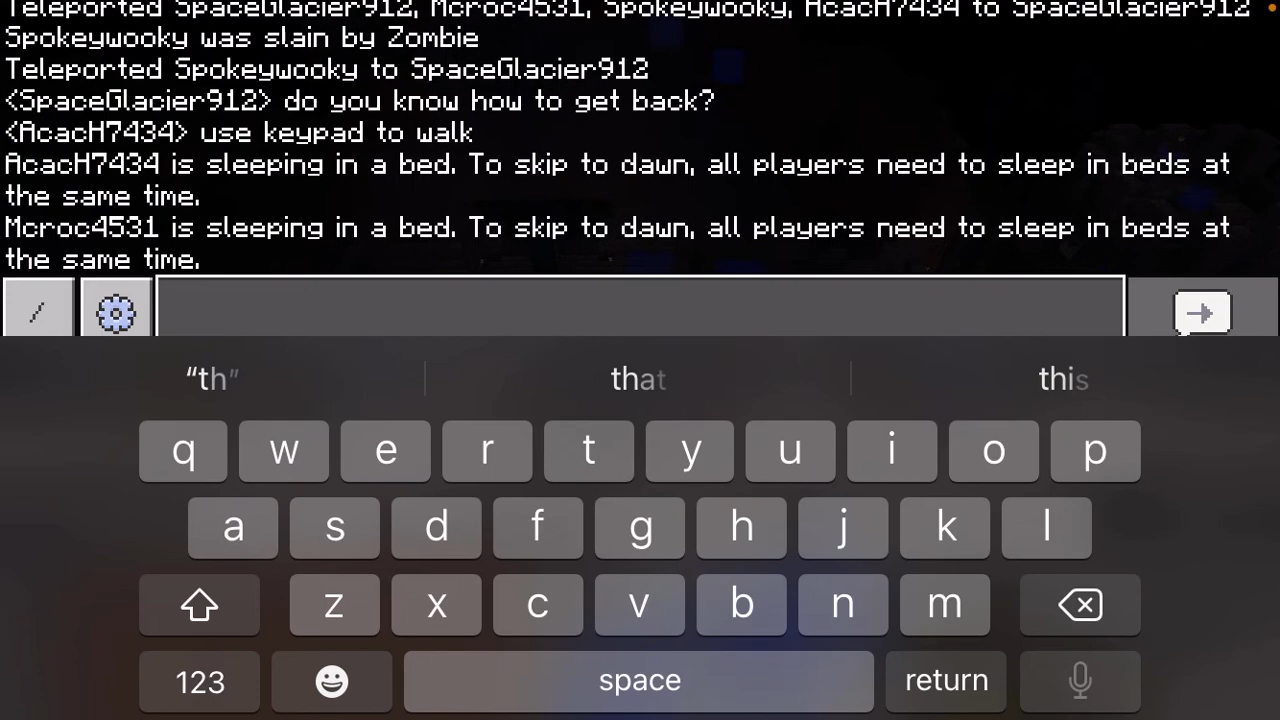 Teleported SpaceGlacier912, Mcroc4531, Spokeywooky, AcacH7434 to SpaceGlacier912
Spokeywooky was slain by Zombie
Teleported Spokeywooky to SpaceGlacier912
<SpaceGlacier912> do you know how to get back?
<AcacH7434> use keypad to walk
AcacH7434 is sleeping in a bed. To skip to dawn, all players need to sleep in beds at
the same time.
Mcroc4531 is sleeping in a bed. To skip to dawn, all players need to sleep in beds at
the same time.
/
“th” that this
q w e r t y u i o p
a s d f g h j k l
z x c v b n m
123 space return